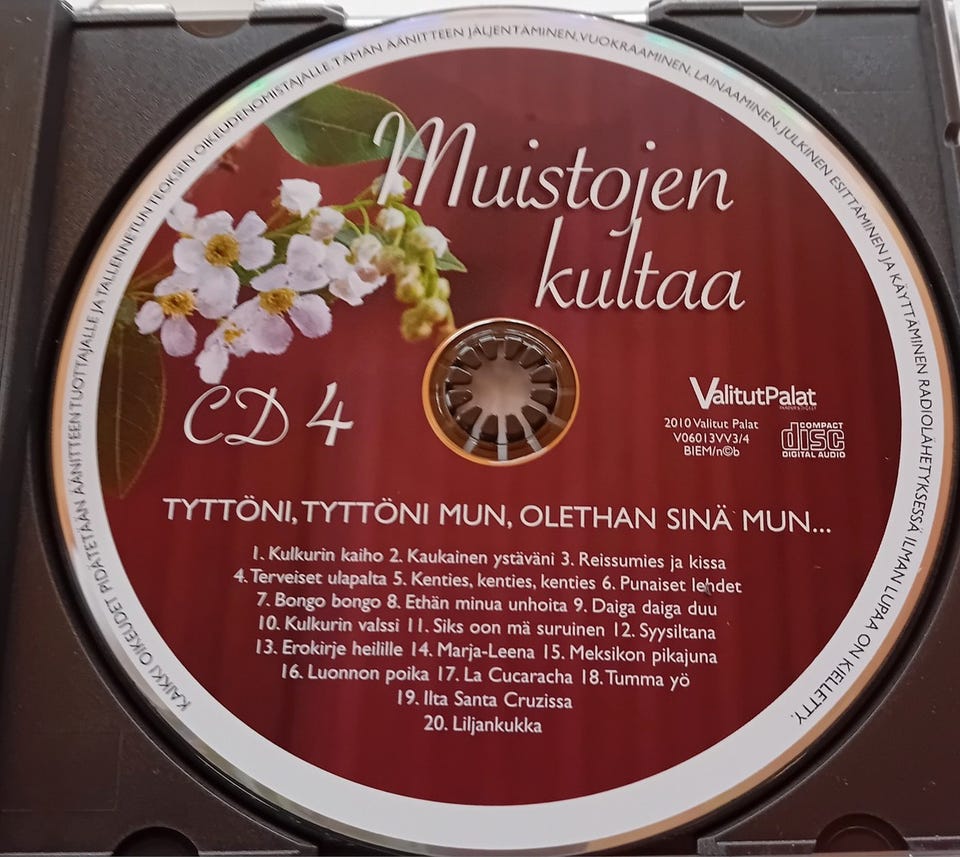 KAIKKI OIKEUDET PIDÄTETÄÄN ÄÄNITTEEN TUOTTAJALLE JA TALLENNETUN TEOKSEN OIKEUDENOMISTAJALLE. TÄMÄN ÄÄNITTEEN JÄLJENTÄMINEN, VUOKRAAMINEN, LAINAAMINEN, JULKINEN ESITTÄMINEN JA KÄYTTÄMINEN RADIOLÄHETYKSESSÄ ILMAN LUPAA ON KIELLETTY.
Muistojen
kultaa
CD 4
ValitutPalat
READER'S DIGEST
2010 Valitut Palat
V06013VV3/4
BIEM/n©b
COMPACT
disc
DIGITAL AUDIO
TYTTÖNI, TYTTÖNI MUN, OLETHAN SINÄ MUN...
1. Kulkurin kaiho 2. Kaukainen ystäväni 3. Reissumies ja kissa
4. Terveiset ulapalta 5. Kenties, kenties, kenties 6. Punaiset lehdet
7. Bongo bongo 8. Ethän minua unhoita 9. Daiga daiga duu
10. Kulkurin valssi 11. Siks oon mä suruinen 12. Syysiltana
13. Erokirje heilille 14. Marja-Leena 15. Meksikon pikajuna
16. Luonnon poika 17. La Cucaracha 18. Tumma yö
19. Ilta Santa Cruzissa
20. Liljankukka